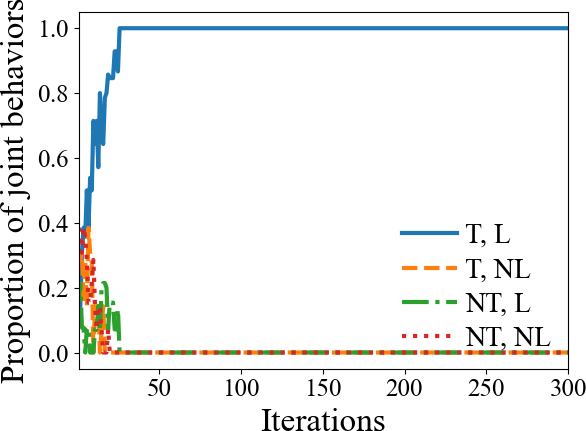 Proportion of joint behaviors
1.0
0.8
0.6
0.4
0.2
0.0
T, L
T, NL
NT, L
NT, NL
50 100 150 200 250 300
Iterations